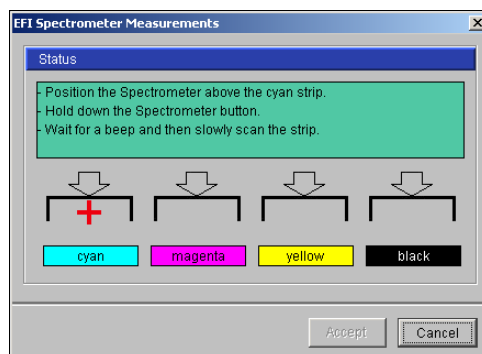 EFI Spectrometer Measurements
Status
- Position the Spectrometer above the cyan strip.
- Hold down the Spectrometer button.
- Wait for a beep and then slowly scan the strip.
cyan magenta yellow black
Accept Cancel